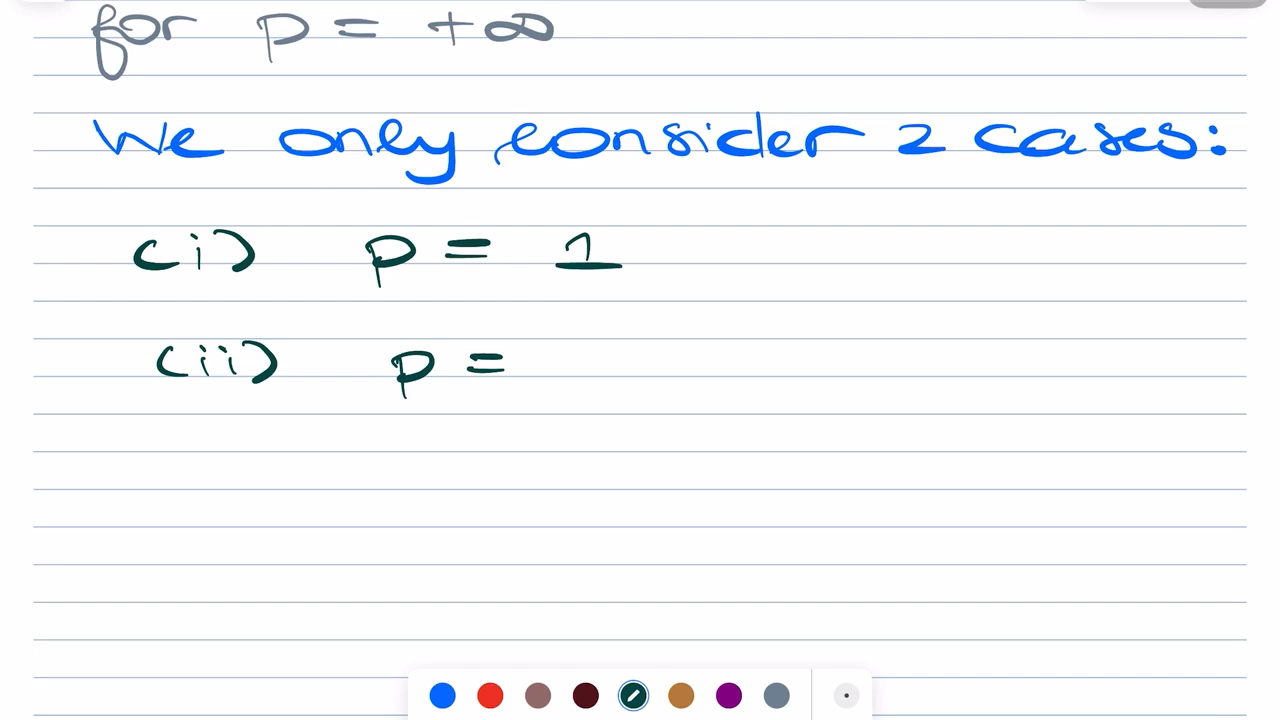 for p = +∞
We only consider 2 cases:
(i) p = 1
(ii) p =